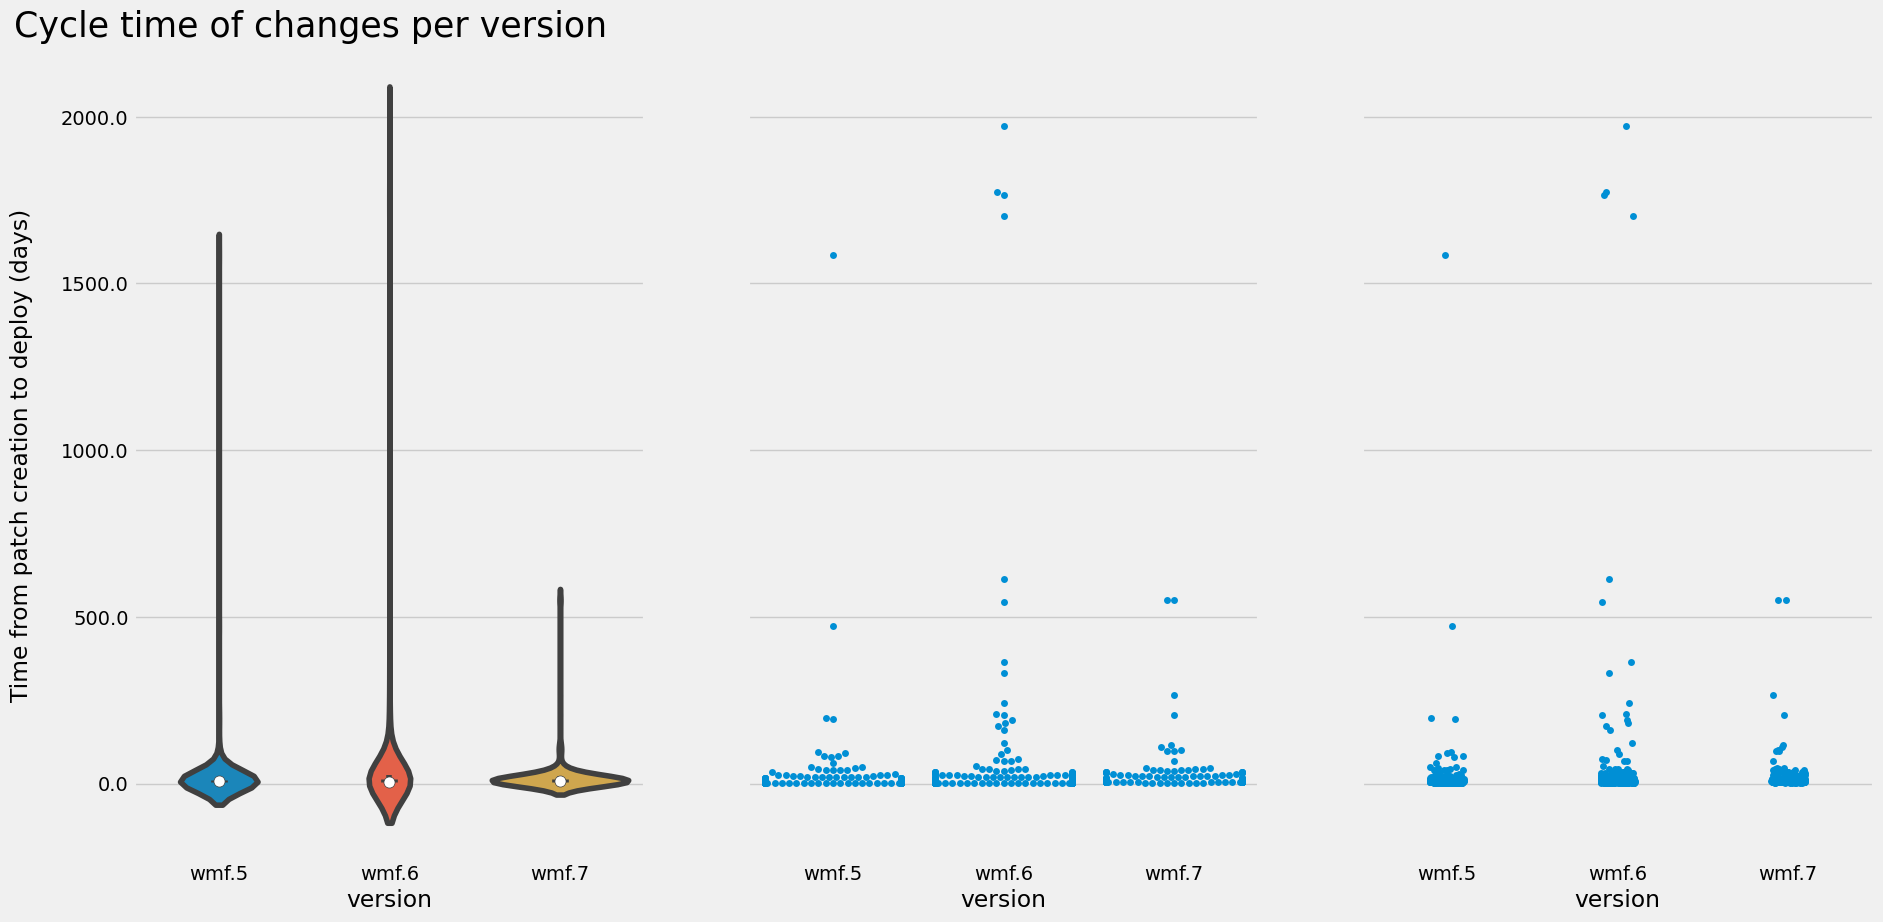 Cycle time of changes per version
Time from patch creation to deploy (days)
2000.0
1500.0
1000.0
500.0
0.0
wmf.5 wmf.6 wmf.7
version
wmf.5 wmf.6 wmf.7
version
wmf.5 wmf.6 wmf.7
version